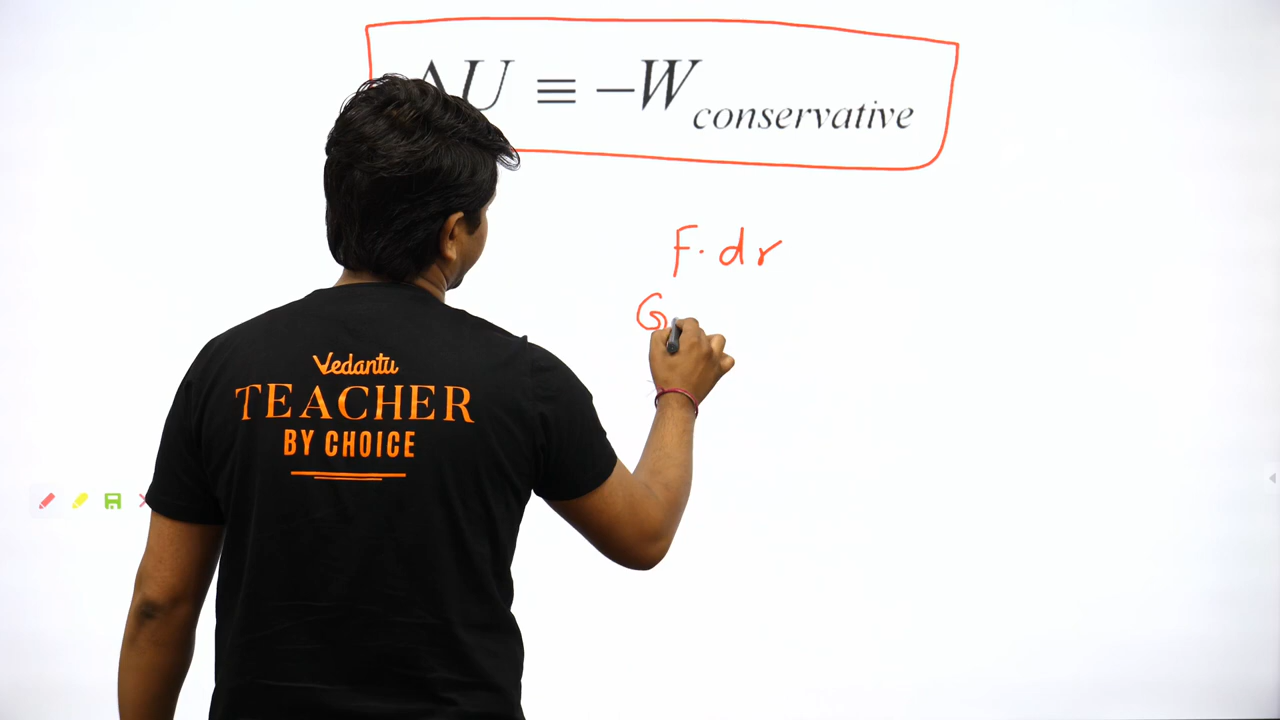 ΔU ≡ −W conservative
F. dr
G
Vedantu
TEACHER
BY CHOICE